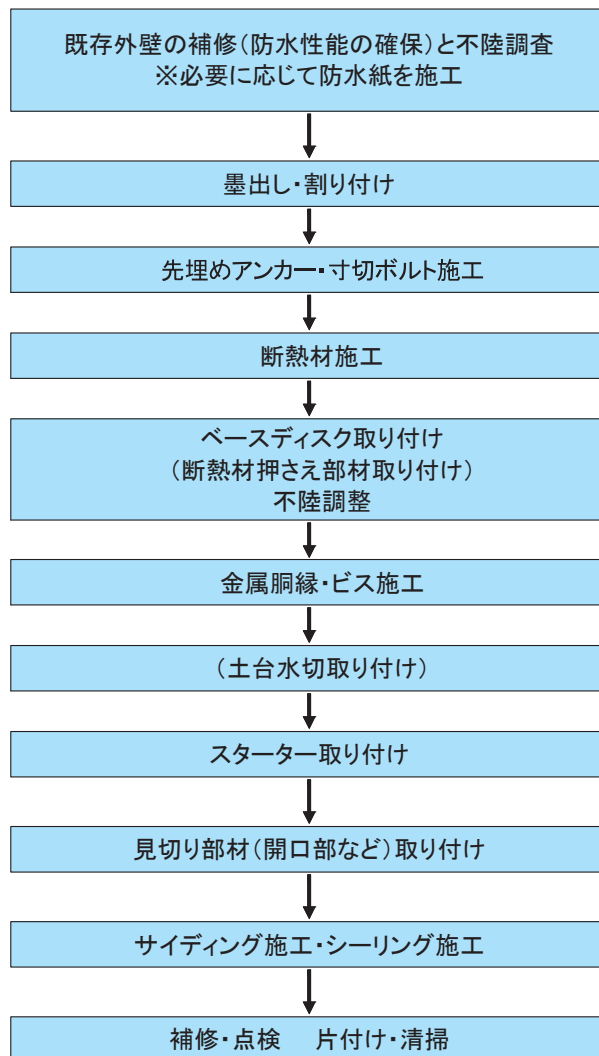 既存外壁の補修(防水性能の確保)と不陸調査
※必要に応じて防水紙を施工
墨出し・割り付け
先埋めアンカー・寸切ボルト施工
断熱材施工
ベースディスク取り付け
(断熱材押さえ部材取り付け)
不陸調整
金属胴縁・ビス施工
(土台水切取り付け)
スターター取り付け
見切り部材(開口部など)取り付け
サイディング施工・シーリング施工
補修・点検　片付け・清掃